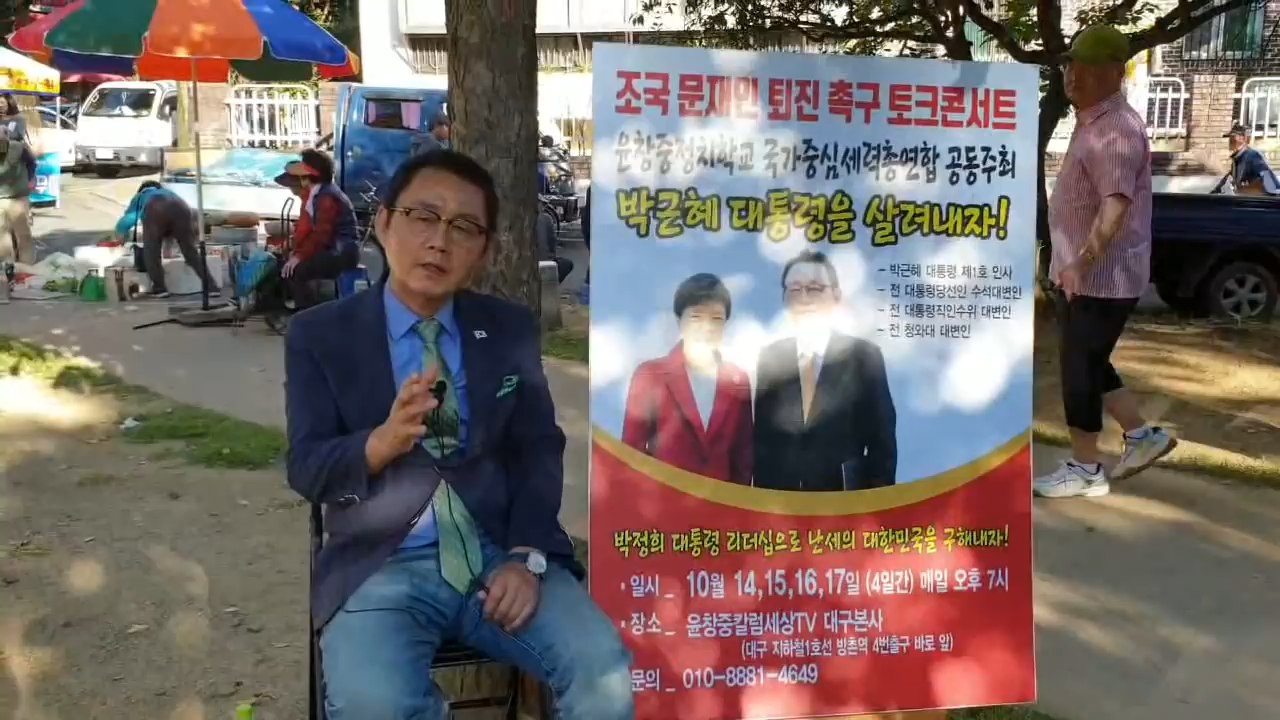 조국 문재인 퇴진 촉구 토크콘서트
윤창중정치학교 국가중심세력총연합 공동주최
박근혜 대통령을 살려내자!
- 박근혜 대통령 제1호 인사
- 전 대통령당선인 수석대변인
- 전 대통령직인수위 대변인
- 전 청와대 대변인
박정희 대통령 리더십으로 난세의 대한민국을 구해내자!
· 일시 _ 10월 14,15,16,17일 (4일간) 매일 오후 7시
· 장소 _ 윤창중칼럼세상TV 대구본사
(대구 지하철1호선 방촌역 4번출구 바로 앞)
문의 _ 010-8881-4649